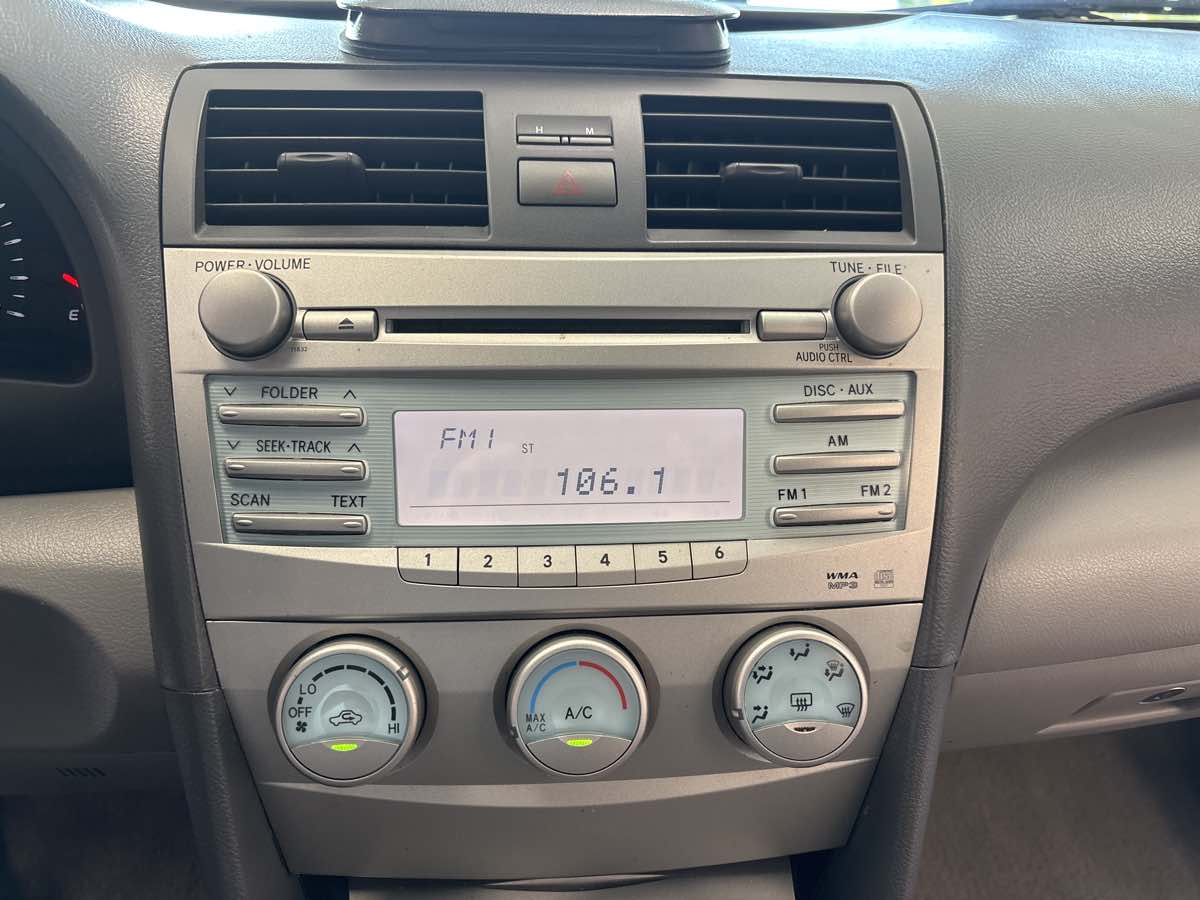 H M
E
POWER·VOLUME
TUNE·FILE
11832
PUSH
AUDIO CTRL
FOLDER
DISC·AUX
SEEK·TRACK
AM
SCAN TEXT
FM1 FM2
FM1
ST
106.1
1 2 3 4 5 6
WMA
MP3
LO
OFF
HI
MAX
A/C
A/C